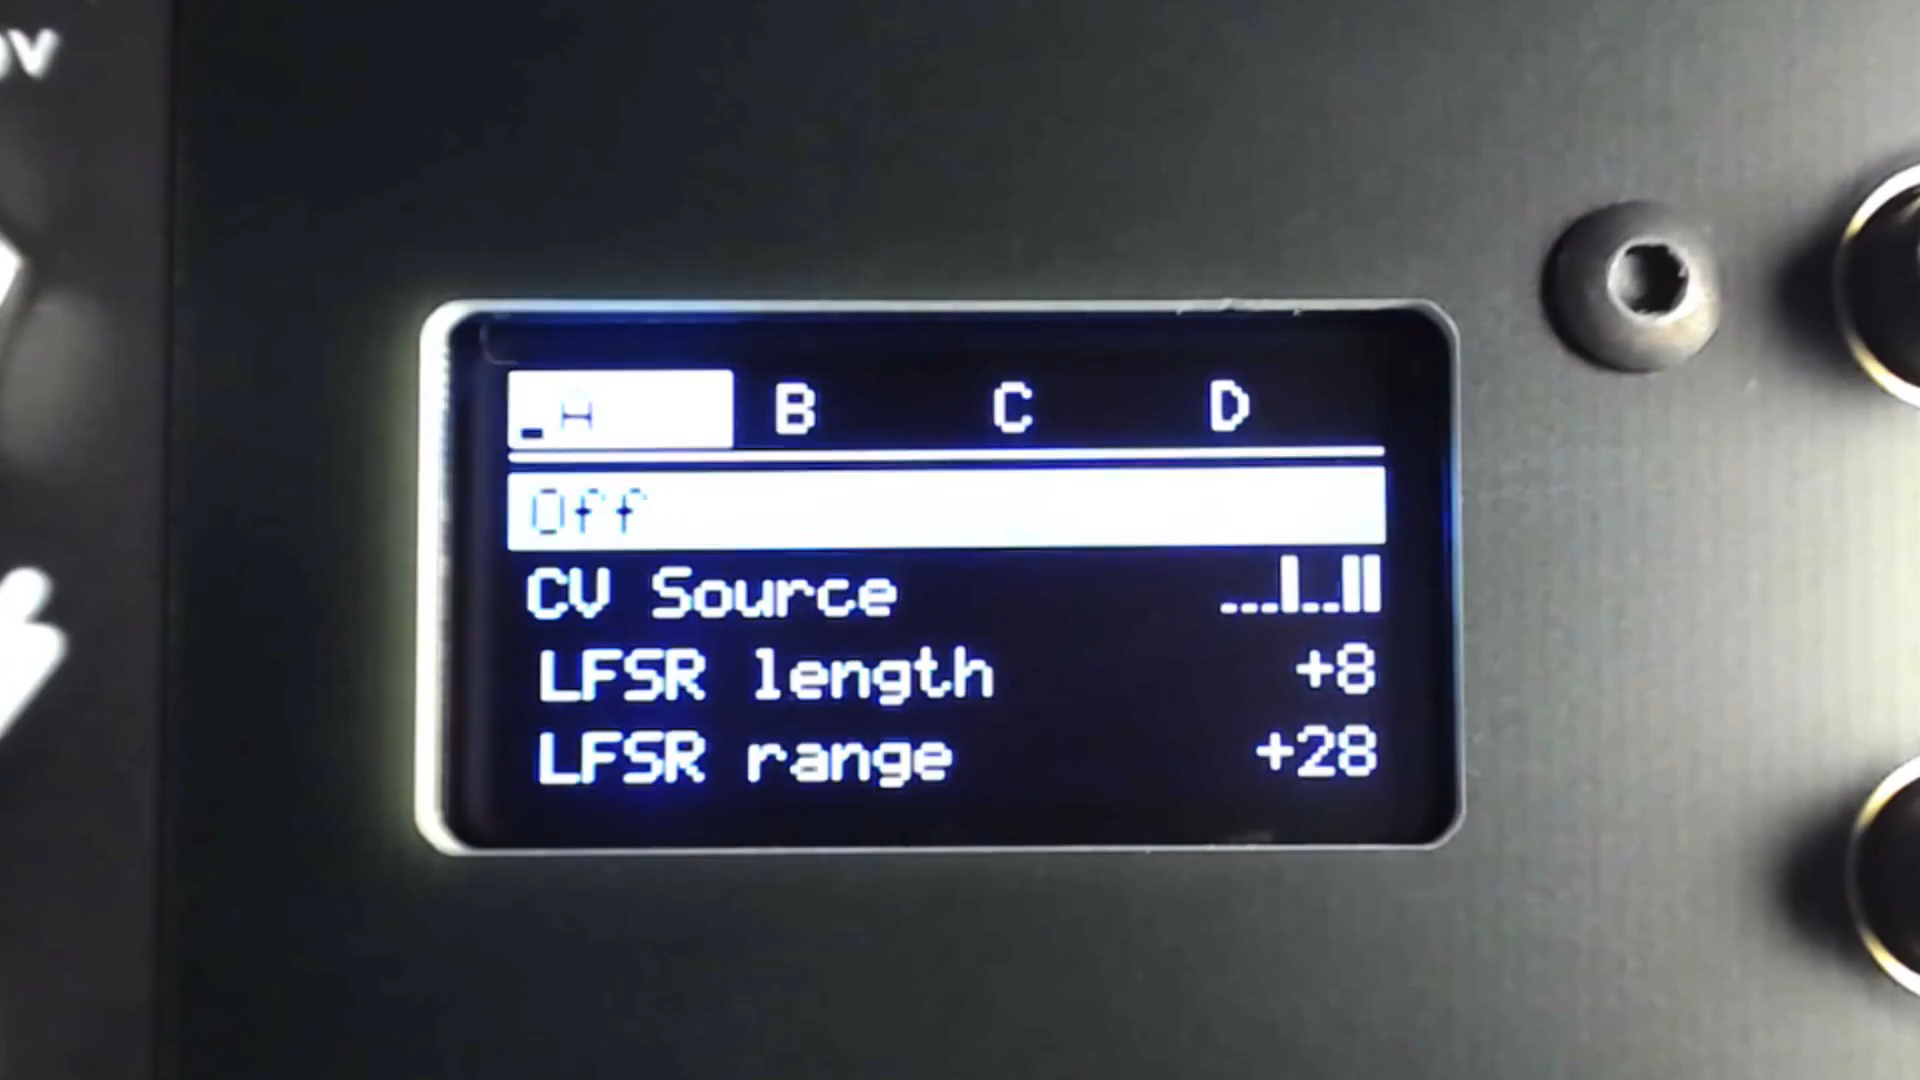 A B C D
Off
CV Source
LFSR length +8
LFSR range +28